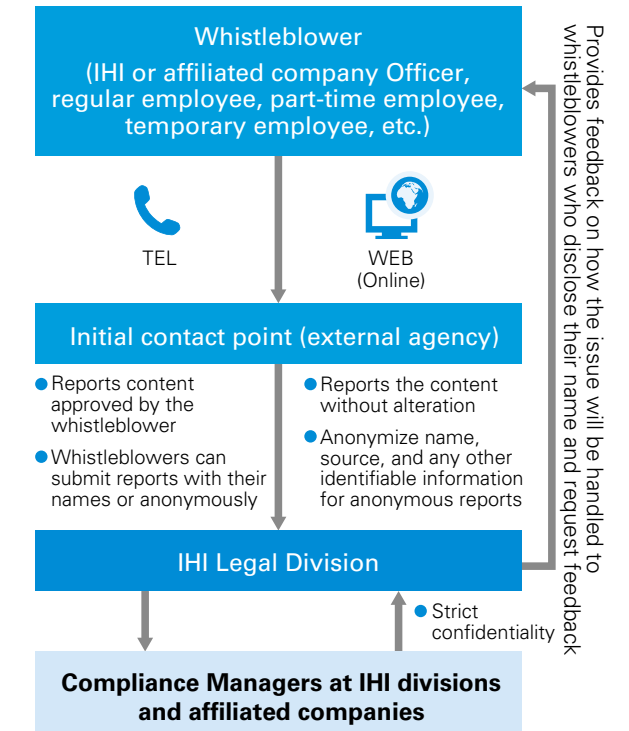 Whistleblower
(IHI or affiliated company Officer,
regular employee, part-time employee,
temporary employee, etc.)
TEL
WEB
(Online)
Initial contact point (external agency)
● Reports content
approved by the
whistleblower
● Whistleblowers can
submit reports with their
names or anonymously
● Reports the content
without alteration
● Anonymize name,
source, and any other
identifiable information
for anonymous reports
IHI Legal Division
● Strict
confidentiality
Compliance Managers at IHI divisions
and affiliated companies
Provides feedback on how the issue will be handled to
whistleblowers who disclose their name and request feedback